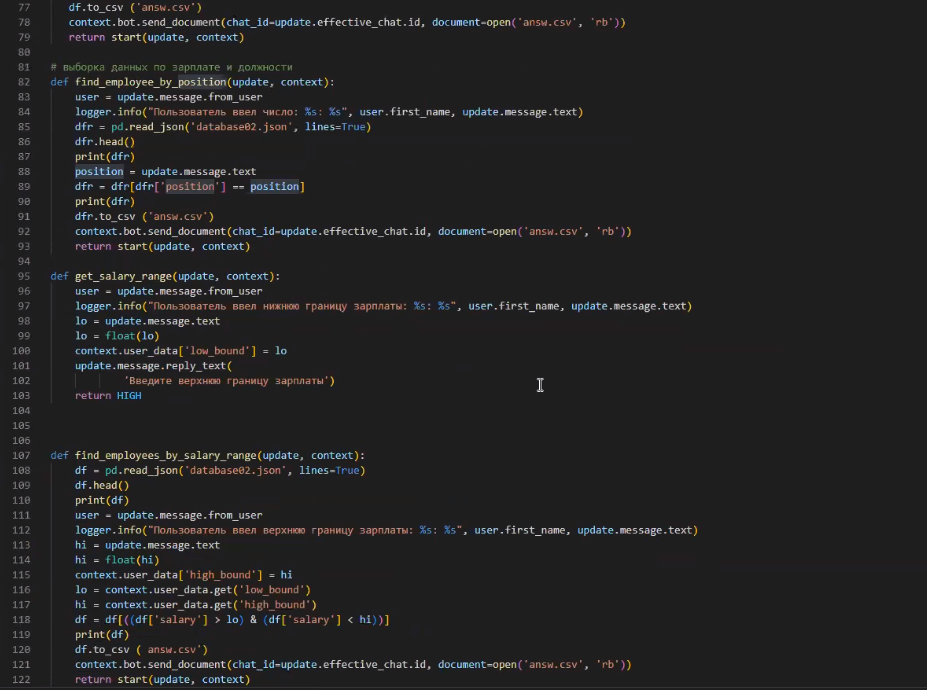 77 df.to_csv ('answ.csv')
78 context.bot.send_document(chat_id=update.effective_chat.id, document=open('answ.csv', 'rb'))
79 return start(update, context)
80
81 # выборка данных по зарплате и должности
82 def find_employee_by_position(update, context):
83 user = update.message.from_user
84 logger.info("Пользователь ввел число: %s: %s", user.first_name, update.message.text)
85 dfr = pd.read_json('database02.json', lines=True)
86 dfr.head()
87 print(dfr)
88 position = update.message.text
89 dfr = dfr[dfr['position'] == position]
90 print(dfr)
91 dfr.to_csv ('answ.csv')
92 context.bot.send_document(chat_id=update.effective_chat.id, document=open('answ.csv', 'rb'))
93 return start(update, context)
94
95 def get_salary_range(update, context):
96 user = update.message.from_user
97 logger.info("Пользователь ввел нижнюю границу зарплаты: %s: %s", user.first_name, update.message.text)
98 lo = update.message.text
99 lo = float(lo)
100 context.user_data['low_bound'] = lo
101 update.message.reply_text(
102 'Введите верхнюю границу зарплаты')
103 return HIGH
104
105
106
107 def find_employees_by_salary_range(update, context):
108 df = pd.read_json('database02.json', lines=True)
109 df.head()
110 print(df)
111 user = update.message.from_user
112 logger.info("Пользователь ввел верхнюю границу зарплаты: %s: %s", user.first_name, update.message.text)
113 hi = update.message.text
114 hi = float(hi)
115 context.user_data['high_bound'] = hi
116 lo = context.user_data.get('low_bound')
117 hi = context.user_data.get('high_bound')
118 df = df[((df['salary'] > lo) & (df['salary'] < hi))]
119 print(df)
120 df.to_csv ( answ.csv')
121 context.bot.send_document(chat_id=update.effective_chat.id, document=open('answ.csv', 'rb'))
122 return start(update, context)